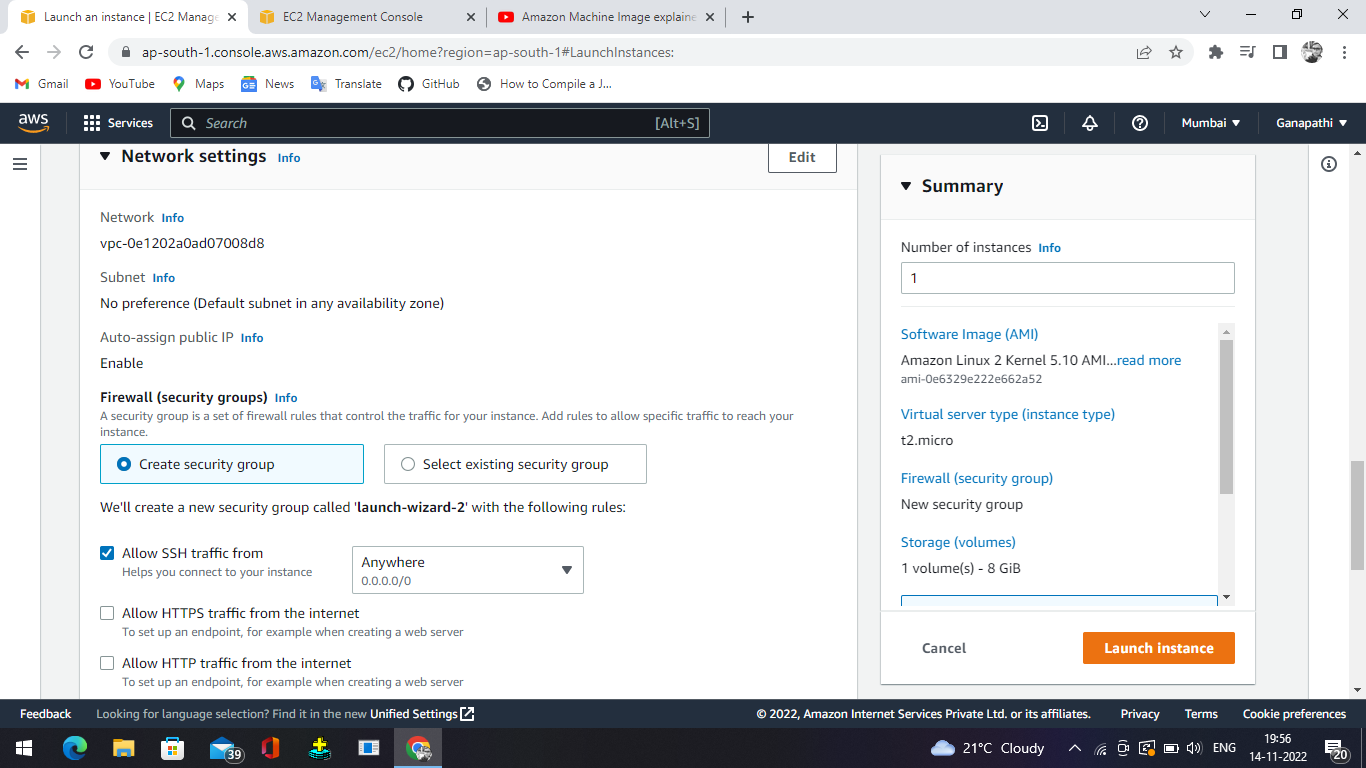 Launch an instance | EC2 Manage
EC2 Management Console
Amazon Machine Image explaine
ap-south-1.console.aws.amazon.com/ec2/home?region=ap-south-1#LaunchInstances:
Gmail
YouTube
Maps
News
Translate
GitHub
How to Compile a J...
aws
Services
Search
[Alt+S]
Mumbai
Ganapathi
Network settings Info
Edit
Network Info
vpc-0e1202a0ad07008d8
Subnet Info
No preference (Default subnet in any availability zone)
Auto-assign public IP Info
Enable
Firewall (security groups) Info
A security group is a set of firewall rules that control the traffic for your instance. Add rules to allow specific traffic to reach your
instance.
Create security group
Select existing security group
We'll create a new security group called 'launch-wizard-2' with the following rules:
Allow SSH traffic from
Helps you connect to your instance
Anywhere
0.0.0.0/0
Allow HTTPS traffic from the internet
To set up an endpoint, for example when creating a web server
Allow HTTP traffic from the internet
To set up an endpoint, for example when creating a web server
Summary
Number of instances Info
1
Software Image (AMI)
Amazon Linux 2 Kernel 5.10 AMI...read more
ami-0e6329e222e662a52
Virtual server type (instance type)
t2.micro
Firewall (security group)
New security group
Storage (volumes)
1 volume(s) - 8 GiB
Cancel
Launch instance
Feedback
Looking for language selection? Find it in the new Unified Settings
© 2022, Amazon Internet Services Private Ltd. or its affiliates.
Privacy
Terms
Cookie preferences
39
21°C Cloudy
ENG
19:56
14-11-2022
20